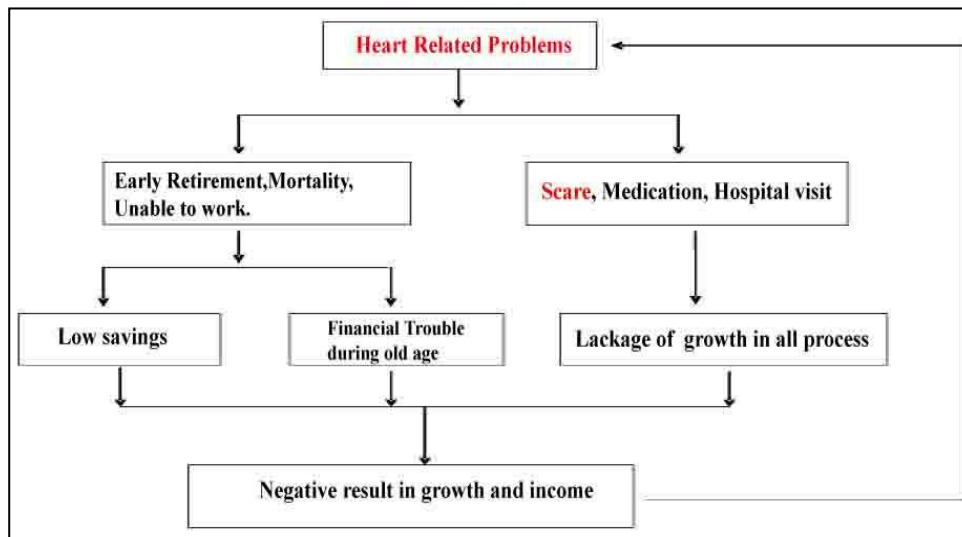 Heart Related Problems
Early Retirement,Mortality,
Unable to work.
Scare, Medication, Hospital visit
Low savings
Financial Trouble
during old age
Lackage of growth in all process
Negative result in growth and income